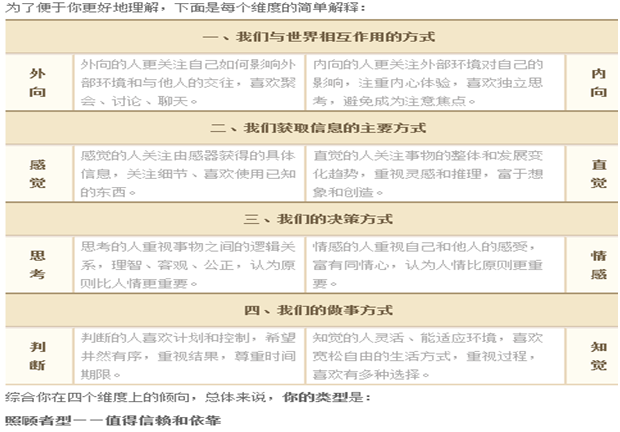 为了便于你更好地理解，下面是每个维度的简单解释：
一、我们与世界相互作用的方式
外向
外向的人更关注自己如何影响外
部环境和与他人的交往，喜欢聚
会、讨论、聊天。
内向的人更关注外部环境对自己的
影响，注重内心体验，喜欢独立思
考，避免成为注意焦点。
内向
二、我们获取信息的主要方式
感觉
感觉的人关注由感器获得的具体
信息，关注细节、喜欢使用已知
的东西。
直觉的人关注事物的整体和发展变
化趋势，重视灵感和推理，富于想
象和创造。
直觉
三、我们的决策方式
思考
思考的人重视事物之间的逻辑关
系，理智、客观、公正，认为原
则比人情更重要。
情感的人重视自己和他人的感受，
富有同情心，认为人情比原则更重
要。
情感
四、我们的做事方式
判断
判断的人喜欢计划和控制，希望
井然有序，重视结果，尊重时间
期限。
知觉的人灵活、能适应环境，喜欢
宽松自由的生活方式，重视过程，
喜欢有多种选择。
知觉
综合你在四个维度上的倾向，总体来说，你的类型是：
照顾者型－－值得信赖和依靠